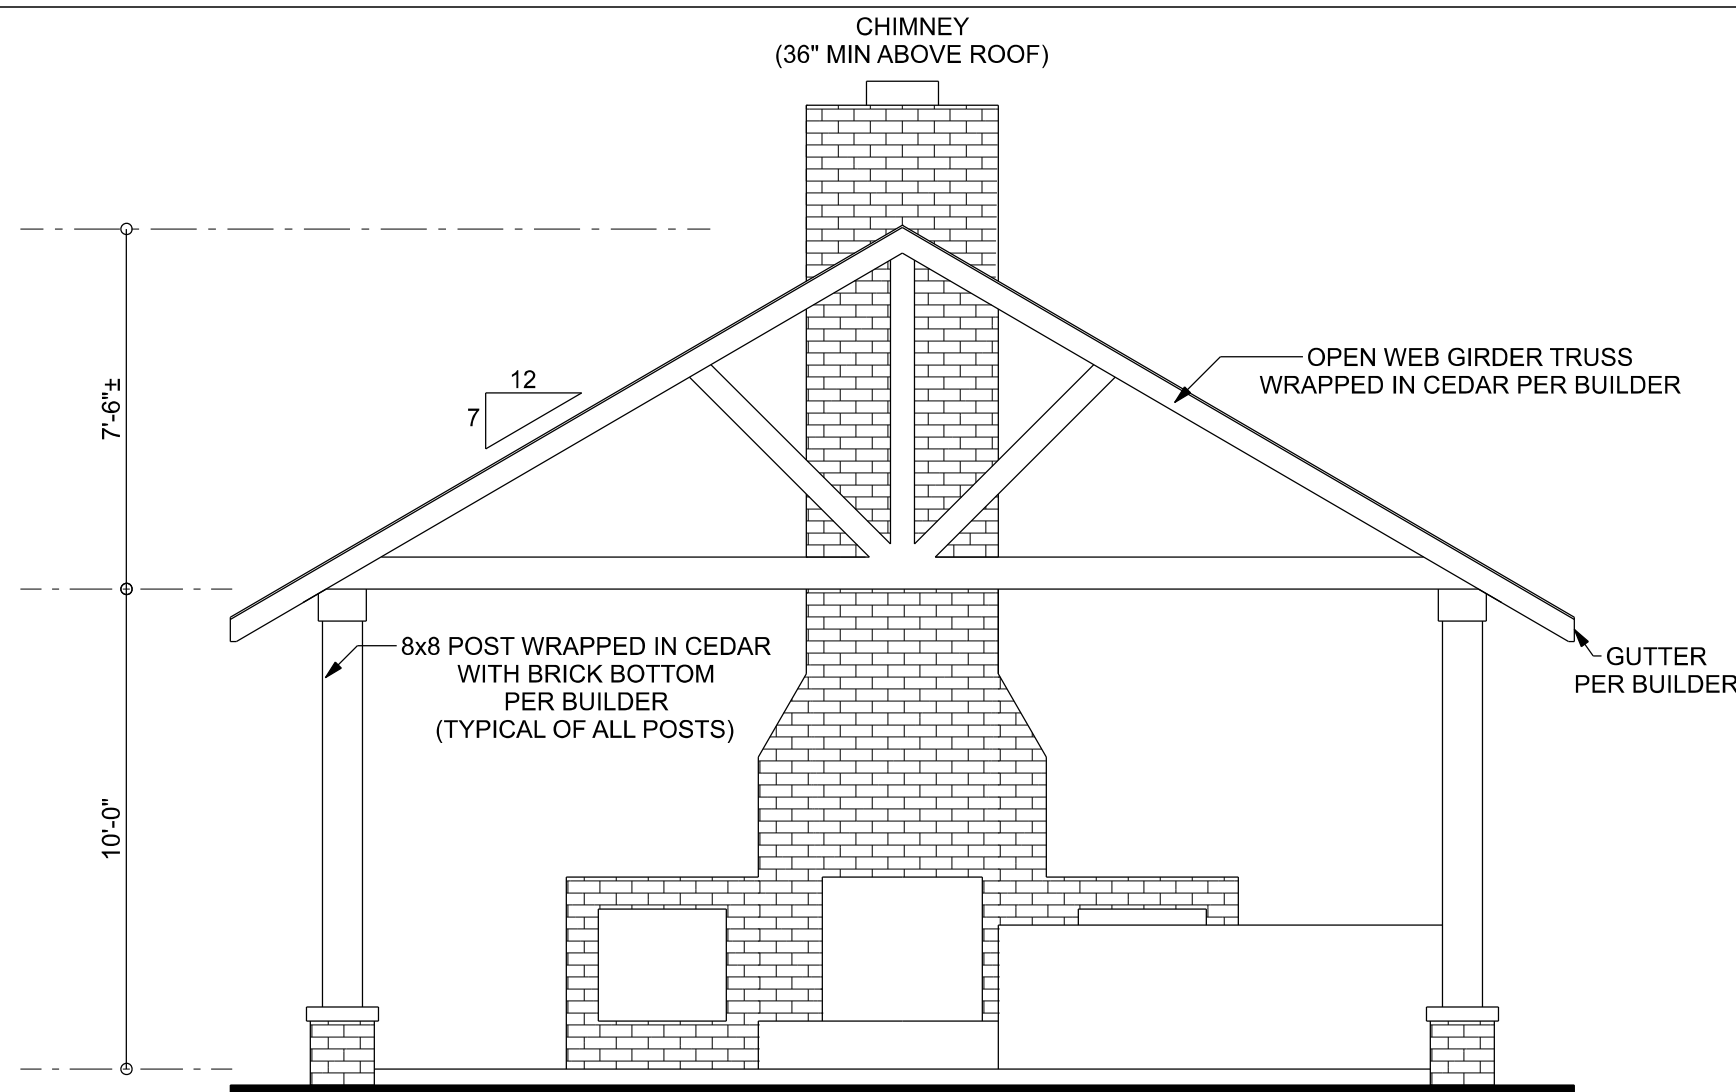 CHIMNEY
(36" MIN ABOVE ROOF)
7'-6"±
12
7
OPEN WEB GIRDER TRUSS
WRAPPED IN CEDAR PER BUILDER
8x8 POST WRAPPED IN CEDAR
WITH BRICK BOTTOM
PER BUILDER
(TYPICAL OF ALL POSTS)
GUTTER
PER BUILDER
10'-0"